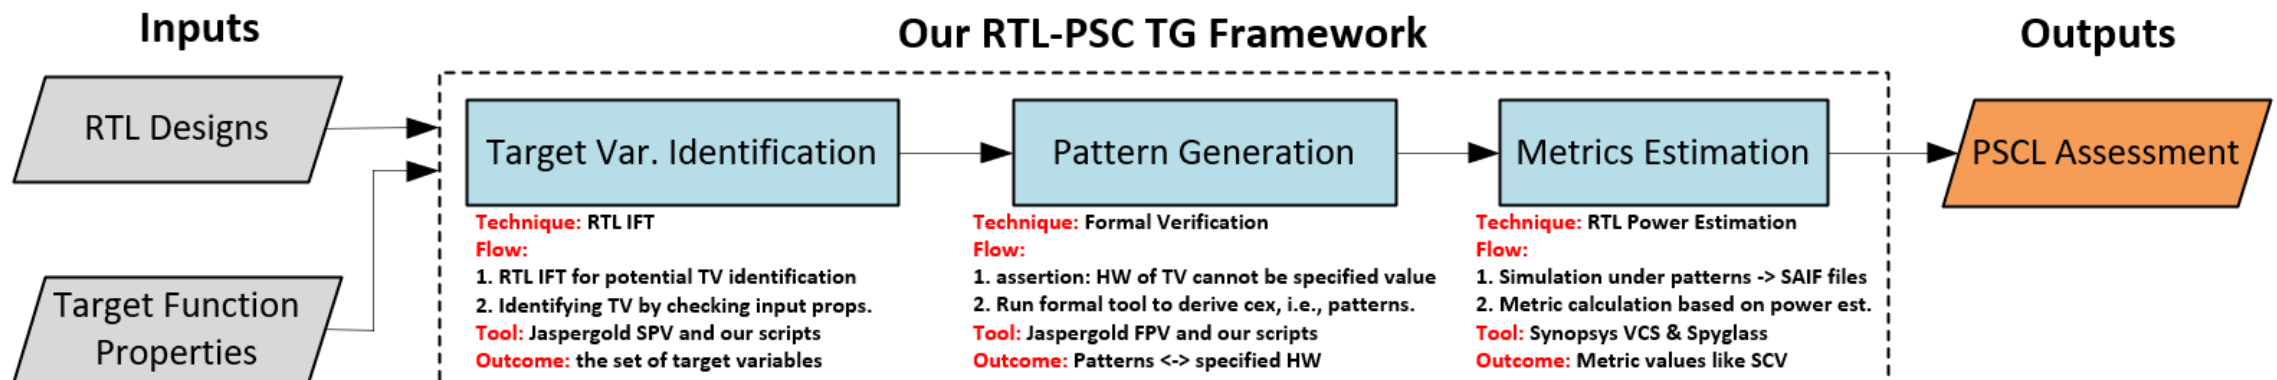 Inputs
Our RTL-PSC TG Framework
Outputs
RTL Designs
Target Function
Properties
Target Var. Identification
Technique: RTL IFT
Flow:
1. RTL IFT for potential TV identification
2. Identifying TV by checking input props.
Tool: Jaspergold SPV and our scripts
Outcome: the set of target variables
Pattern Generation
Technique: Formal Verification
Flow:
1. assertion: HW of TV cannot be specified value
2. Run formal tool to derive cex, i.e., patterns.
Tool: Jaspergold FPV and our scripts
Outcome: Patterns <-> specified HW
Metrics Estimation
Technique: RTL Power Estimation
Flow:
1. Simulation under patterns -> SAIF files
2. Metric calculation based on power est.
Tool: Synopsys VCS & Spyglass
Outcome: Metric values like SCV
PSCL Assessment